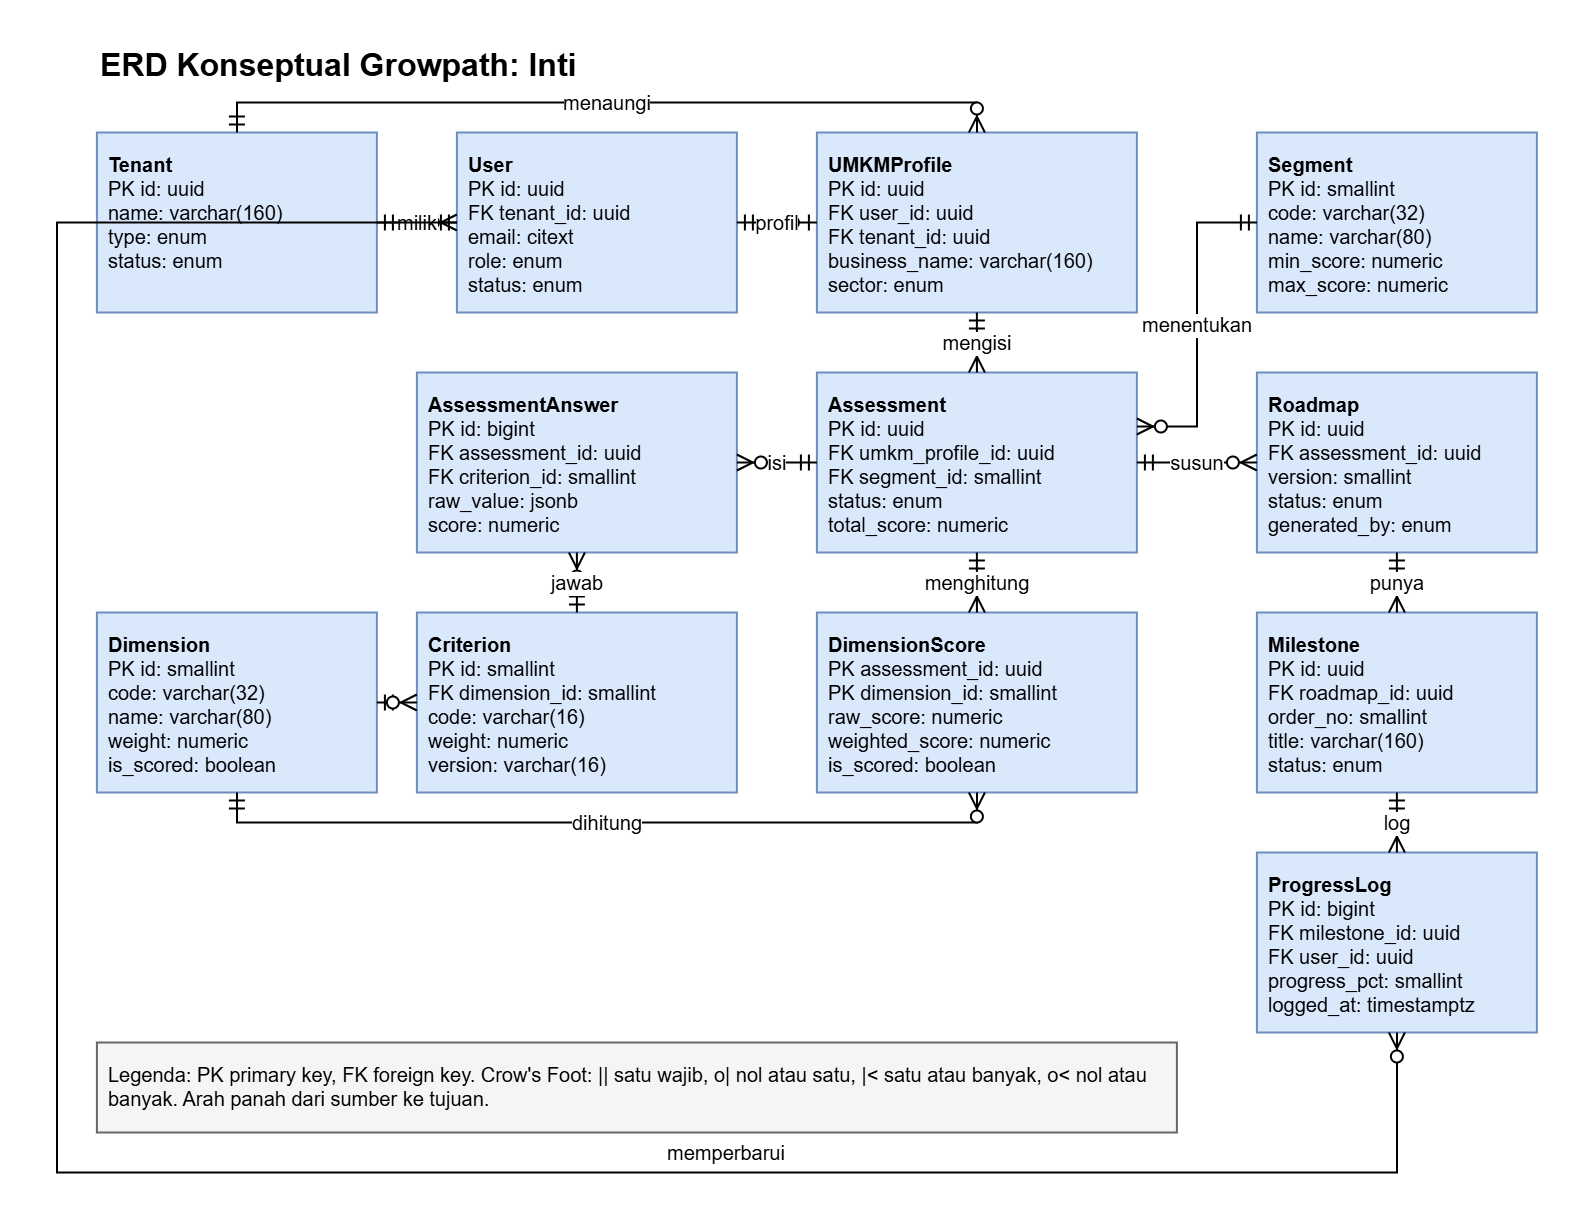 ERD Konseptual Growpath: Inti
menaungi
Tenant
PK id: uuid
name: varchar(160)
type: enum
status: enum
miliki
User
PK id: uuid
FK tenant_id: uuid
email: citext
role: enum
status: enum
profil
UMKMProfile
PK id: uuid
FK user_id: uuid
FK tenant_id: uuid
business_name: varchar(160)
sector: enum
Segment
PK id: smallint
code: varchar(32)
name: varchar(80)
min_score: numeric
max_score: numeric
menentukan
mengisi
AssessmentAnswer
PK id: bigint
FK assessment_id: uuid
FK criterion_id: smallint
raw_value: jsonb
score: numeric
isi
Assessment
PK id: uuid
FK umkm_profile_id: uuid
FK segment_id: smallint
status: enum
total_score: numeric
susun
Roadmap
PK id: uuid
FK assessment_id: uuid
version: smallint
status: enum
generated_by: enum
jawab
menghitung
punya
Dimension
PK id: smallint
code: varchar(32)
name: varchar(80)
weight: numeric
is_scored: boolean
Criterion
PK id: smallint
FK dimension_id: smallint
code: varchar(16)
weight: numeric
version: varchar(16)
DimensionScore
PK assessment_id: uuid
PK dimension_id: smallint
raw_score: numeric
weighted_score: numeric
is_scored: boolean
Milestone
PK id: uuid
FK roadmap_id: uuid
order_no: smallint
title: varchar(160)
status: enum
dihitung
log
ProgressLog
PK id: bigint
FK milestone_id: uuid
FK user_id: uuid
progress_pct: smallint
logged_at: timestamptz
Legenda: PK primary key, FK foreign key. Crow's Foot: || satu wajib, o| nol atau satu, |< satu atau banyak, o< nol atau
banyak. Arah panah dari sumber ke tujuan.
memperbarui